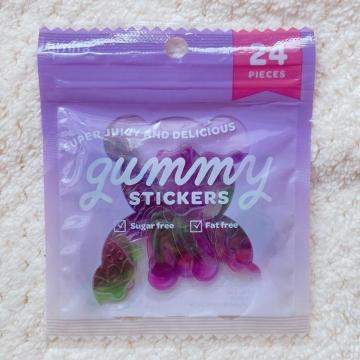 24
PIECES
SUPER JUICY AND DELICIOUS
gummy
STICKERS
Sugar free Fat free